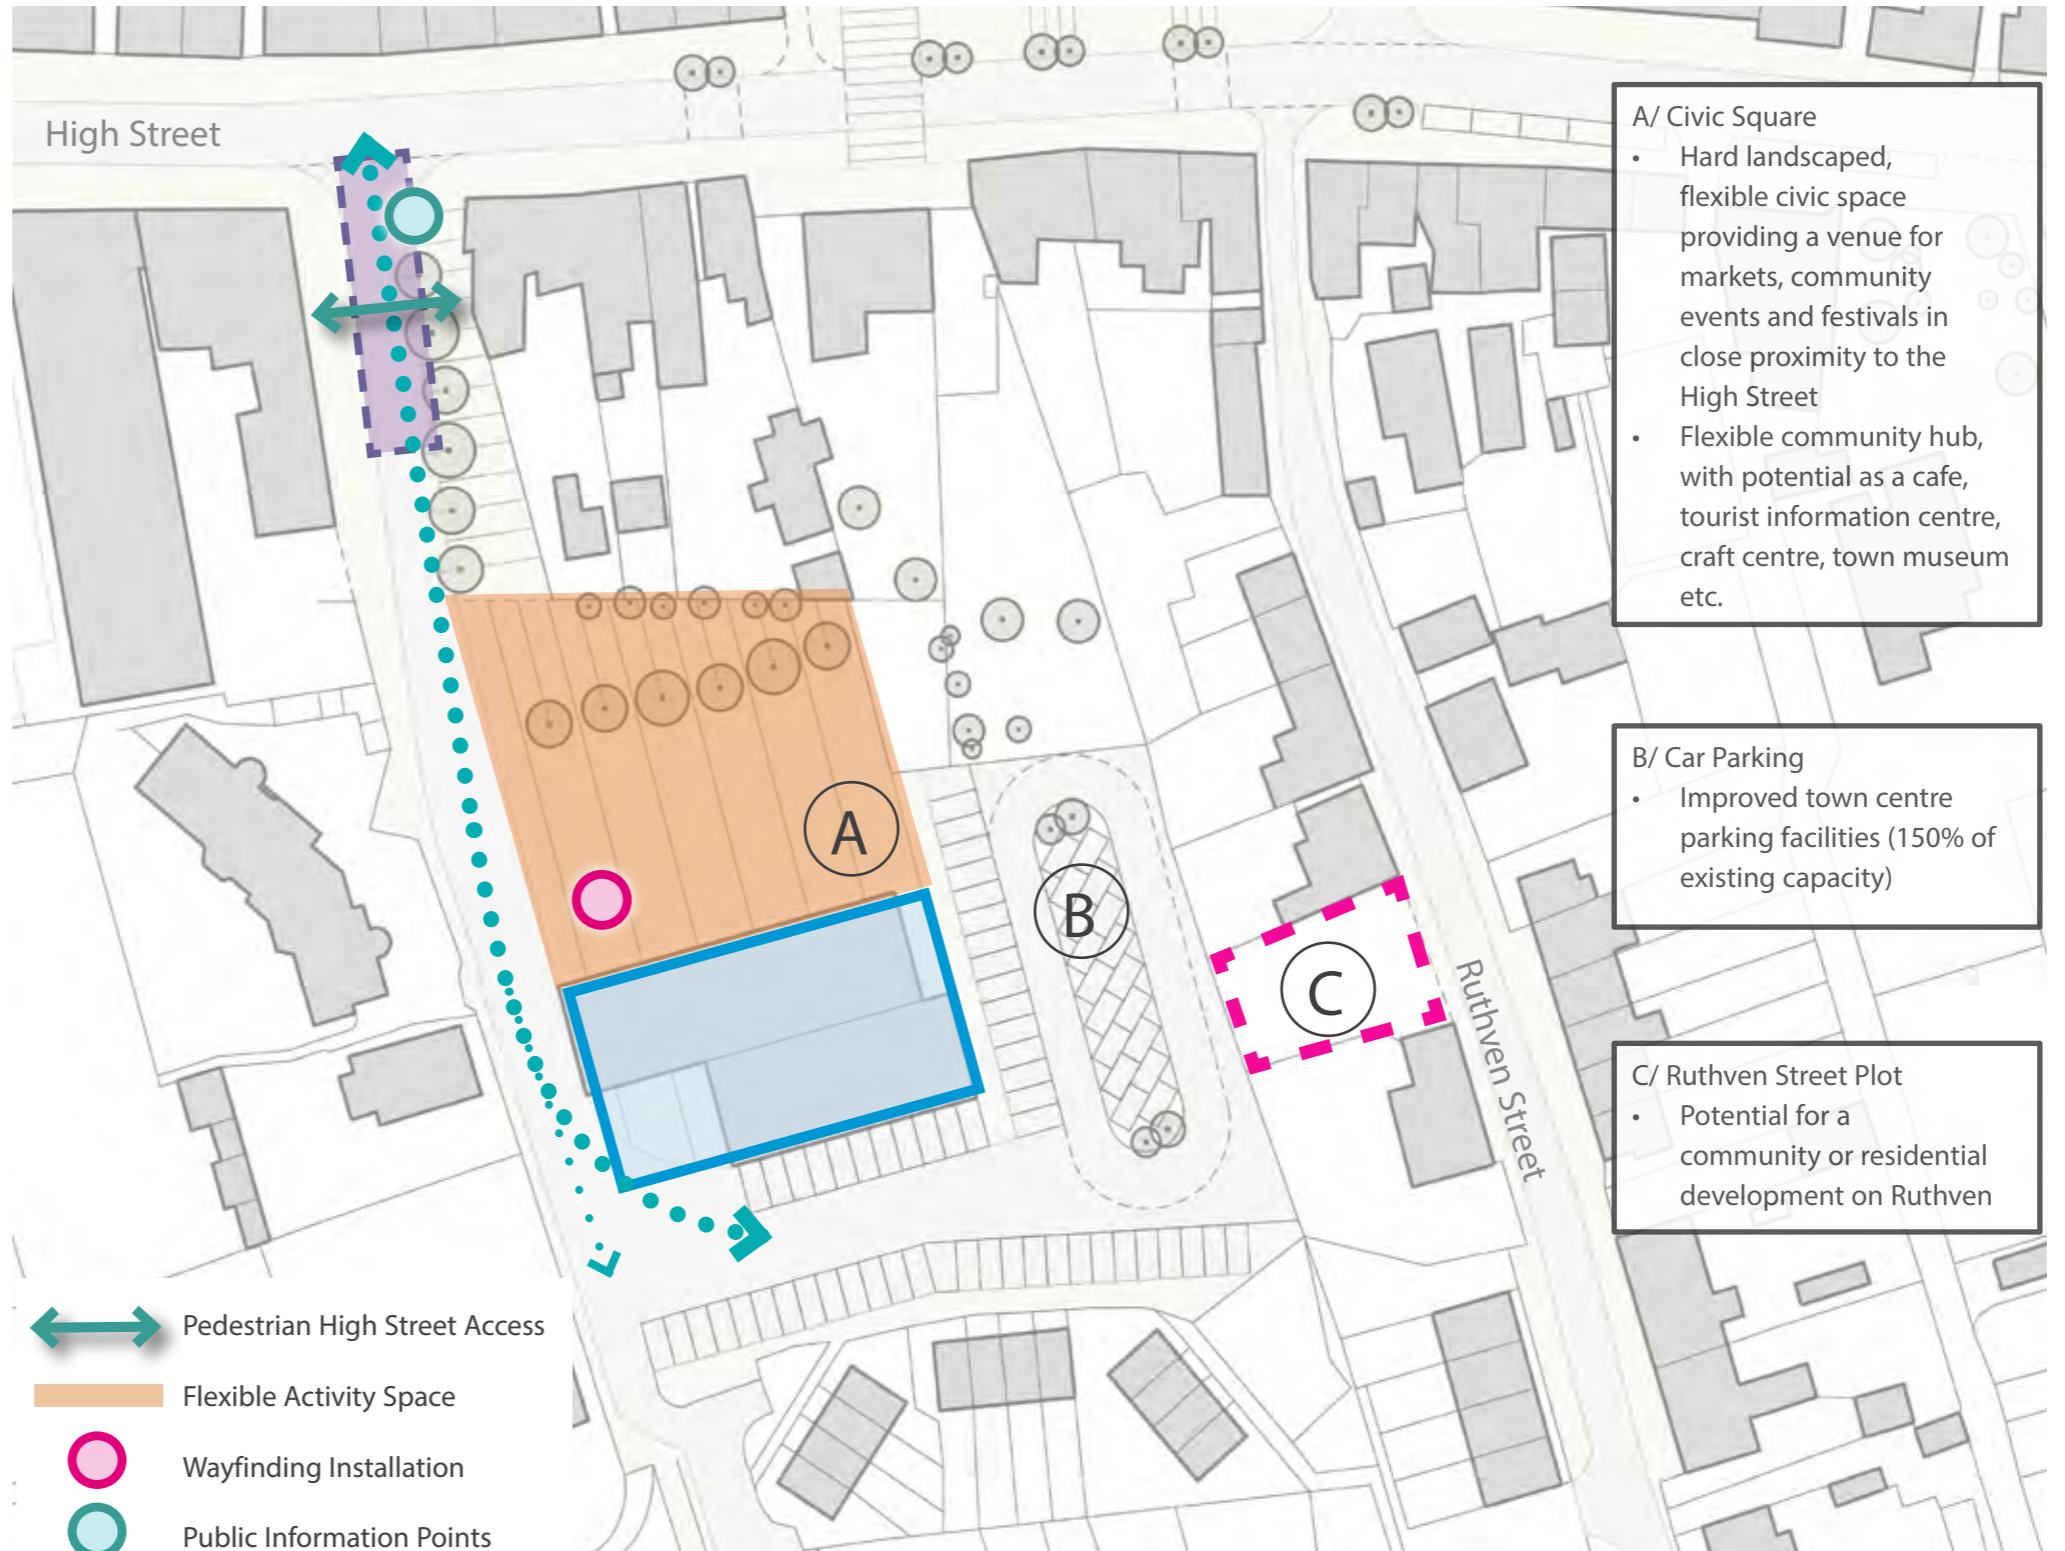 High Street
A/ Civic Square
• Hard landscaped,
flexible civic space
providing a venue for
markets, community
events and festivals in
close proximity to the
High Street
• Flexible community hub,
with potential as a cafe,
tourist information centre,
craft centre, town museum
etc.
A
B/ Car Parking
• Improved town centre
parking facilities (150% of
existing capacity)
B
C
Ruthven Street
C/ Ruthven Street Plot
• Potential for a
community or residential
development on Ruthven
Pedestrian High Street Access
Flexible Activity Space
Wayfinding Installation
Public Information Points